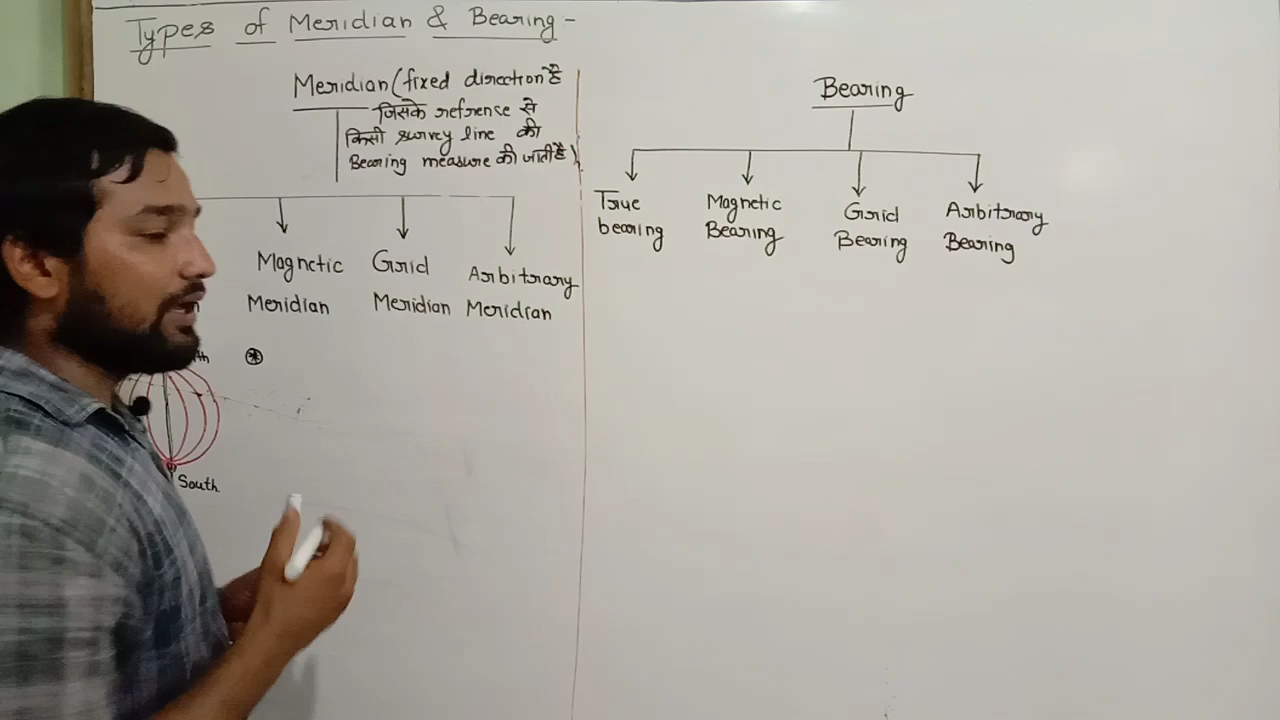 Types of Meridian & Bearing -
Meridian (fixed direction है
जिसके refrence से
किसी survey line की
Bearing measure की जाती है)
Magnetic
Meridian
Grid
Meridian
Arbitrary
Meridian
South
Bearing
True
bearing
Magnetic
Bearing
Grid
Bearing
Arbitrary
Bearing